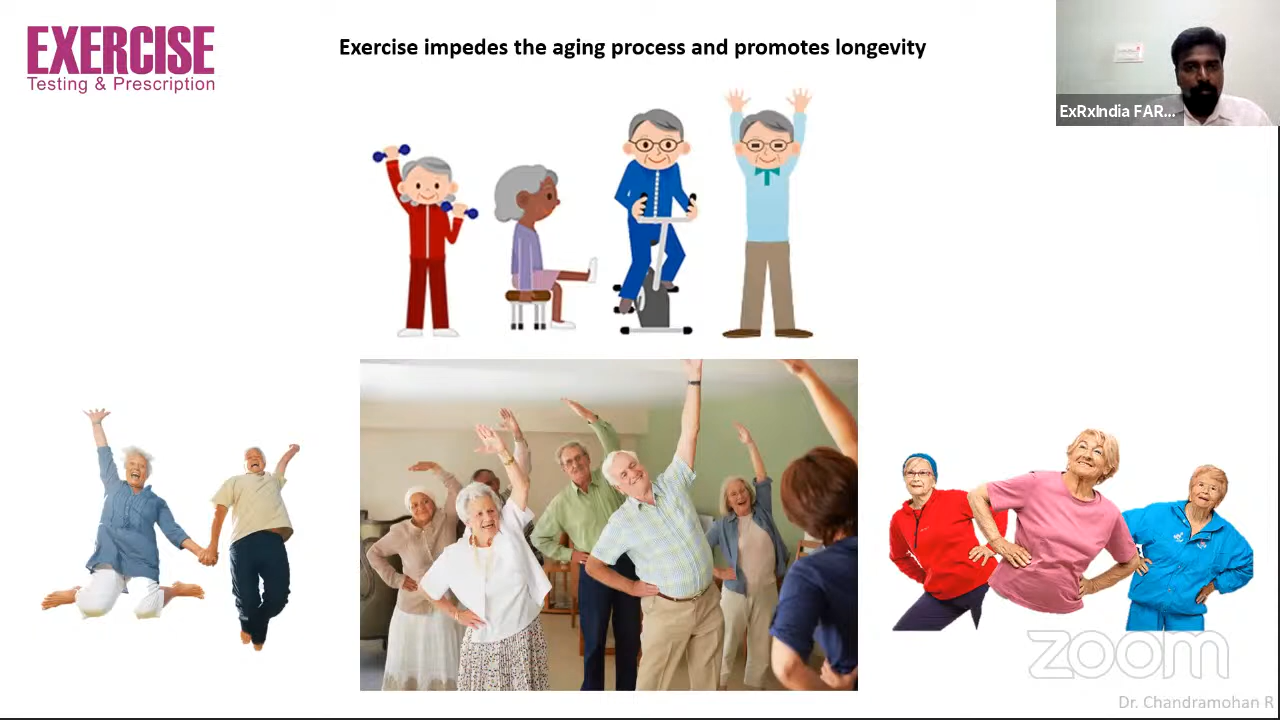 EXERCISE
Testing & Prescription
Exercise impedes the aging process and promotes longevity
ExRxIndia FAR...
zoom
Dr. Chandramohan R